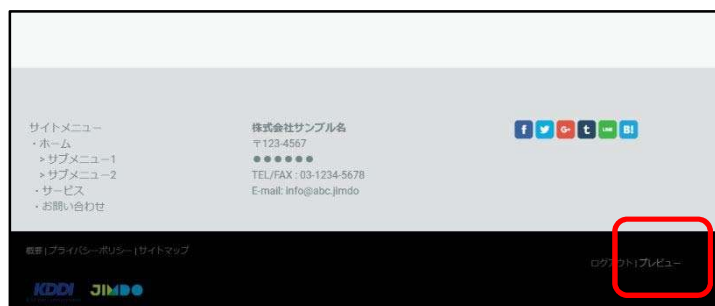 サイトメニュー
・ホーム
> サブメニュー1
> サブメニュー2
・サービス
・お問い合わせ
株式会社サンプル名
〒123-4567
●●●●●●
TEL/FAX : 03-1234-5678
E-mail: info@abc.jimdo
f
G+
t
LINE
B!
概要 | プライバシーポリシー | サイトマップ
ログアウト | プレビュー
KDDI JIMDO